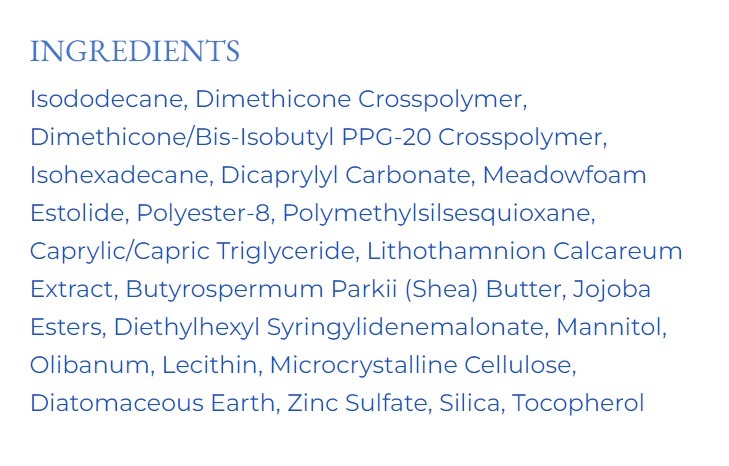 INGREDIENTS
Isododecane, Dimethicone Crosspolymer,
Dimethicone/Bis-Isobutyl PPG-20 Crosspolymer,
Isohexadecane, Dicaprylyl Carbonate, Meadowfoam
Estolide, Polyester-8, Polymethylsilsesquioxane,
Caprylic/Capric Triglyceride, Lithothamnion Calcareum
Extract, Butyrospermum Parkii (Shea) Butter, Jojoba
Esters, Diethylhexyl Syringylidenemalonate, Mannitol,
Olibanum, Lecithin, Microcrystalline Cellulose,
Diatomaceous Earth, Zinc Sulfate, Silica, Tocopherol